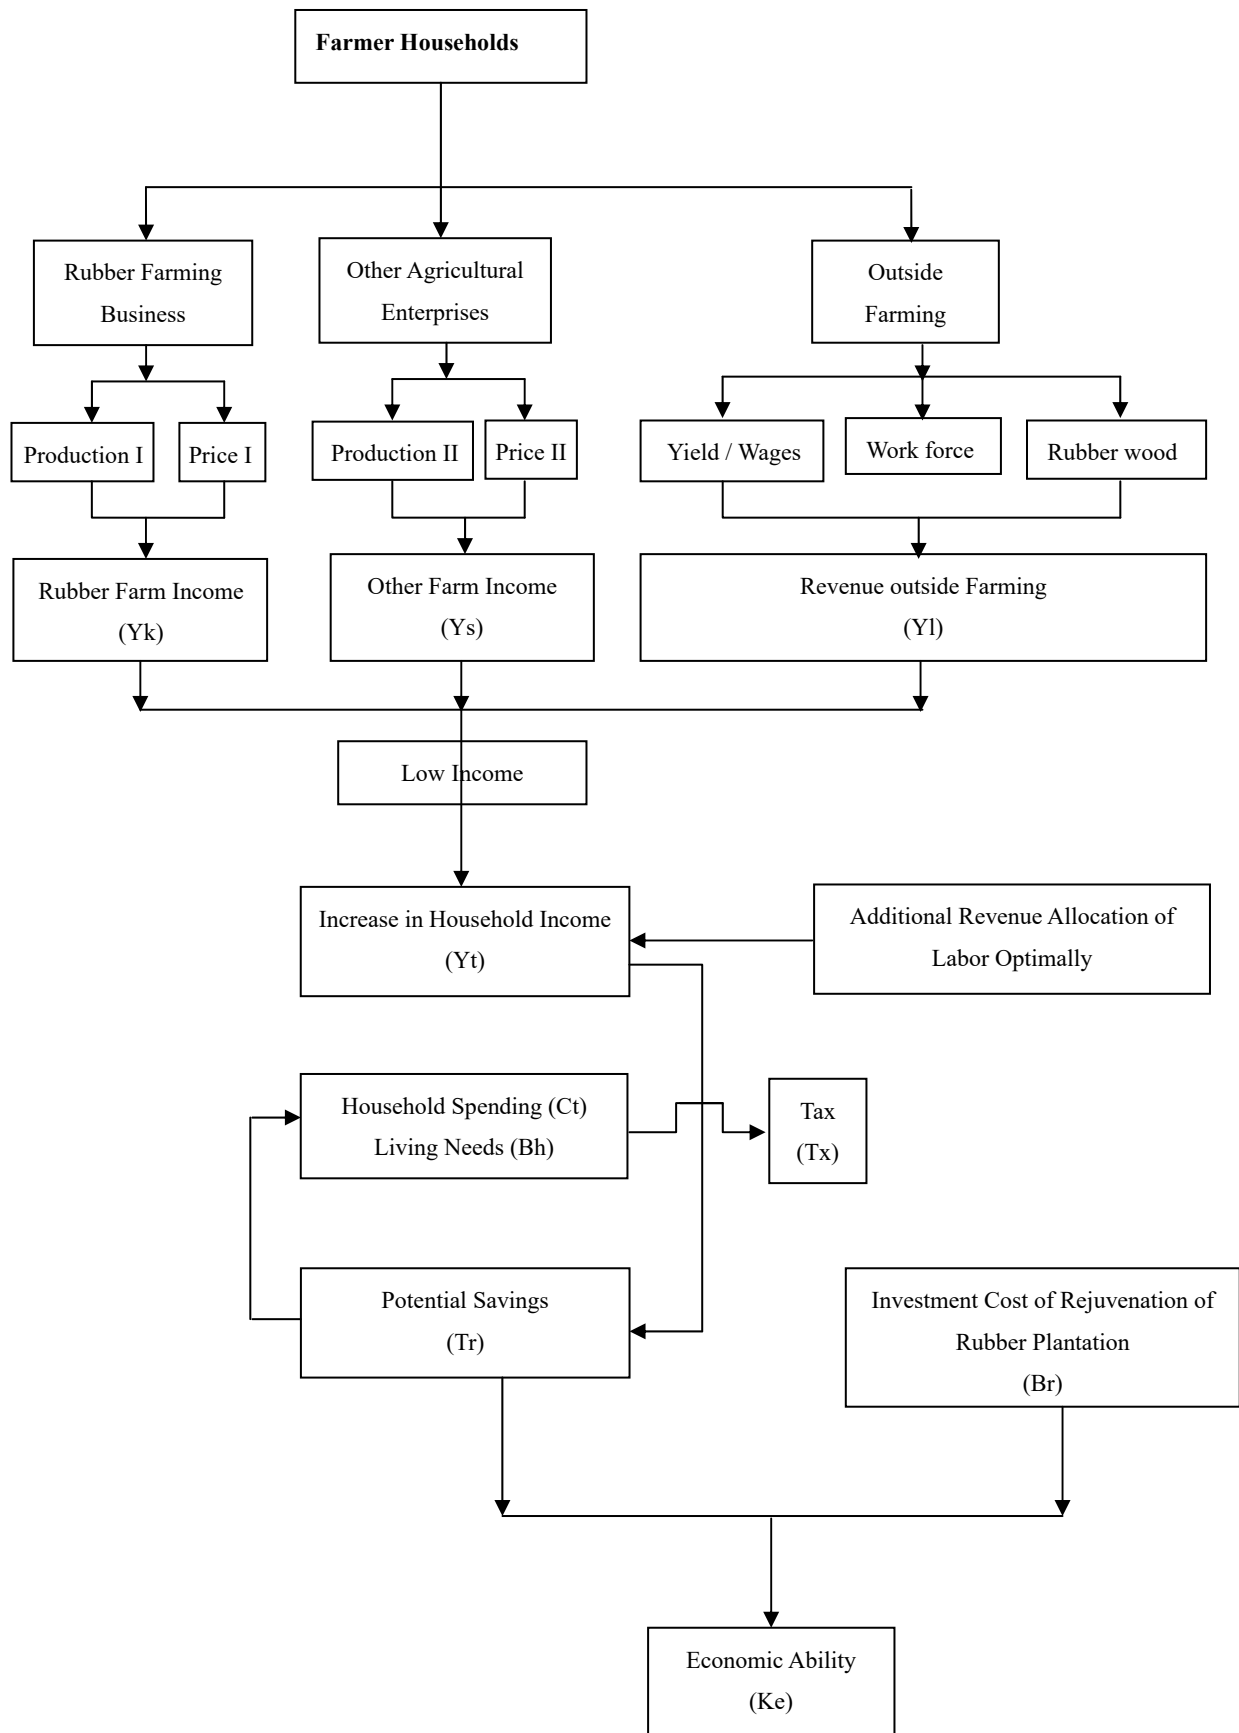 Farmer Households
Rubber Farming
Business
Other Agricultural
Enterprises
Outside
Farming
Production I
Price I
Production II
Price II
Yield / Wages
Work force
Rubber wood
Rubber Farm Income
(Yk)
Other Farm Income
(Ys)
Revenue outside Farming
(Yl)
Low Income
Increase in Household Income
(Yt)
Additional Revenue Allocation of
Labor Optimally
Household Spending (Ct)
Living Needs (Bh)
Tax
(Tx)
Potential Savings
(Tr)
Investment Cost of Rejuvenation of
Rubber Plantation
(Br)
Economic Ability
(Ke)